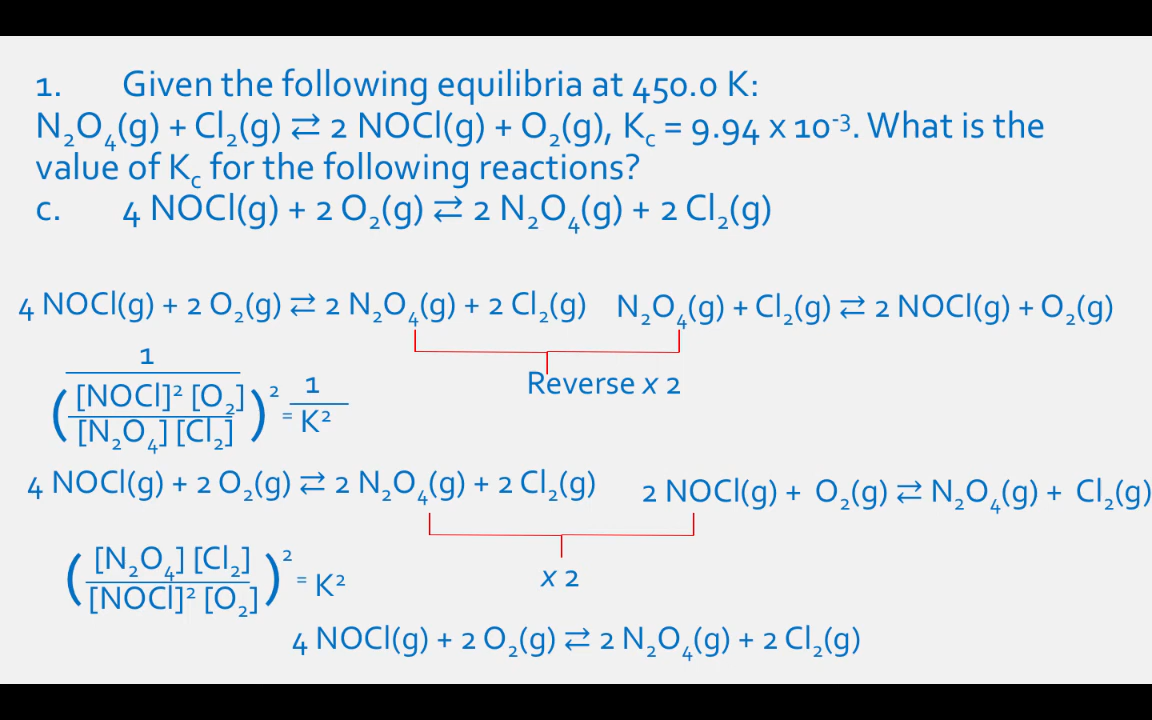 1. Given the following equilibria at 450.0 K:
N₂O₄(g) + Cl₂(g) ⇄ 2 NOCl(g) + O₂(g), K꜀ = 9.94 x 10⁻³. What is the
value of K꜀ for the following reactions?
c. 4 NOCl(g) + 2 O₂(g) ⇄ 2 N₂O₄(g) + 2 Cl₂(g)
4 NOCl(g) + 2 O₂(g) ⇄ 2 N₂O₄(g) + 2 Cl₂(g) N₂O₄(g) + Cl₂(g) ⇄ 2 NOCl(g) + O₂(g)
Reverse x 2
1
([NOCl]² [O₂]
[N₂O₄] [Cl₂])² = 1
K²
4 NOCl(g) + 2 O₂(g) ⇄ 2 N₂O₄(g) + 2 Cl₂(g) 2 NOCl(g) + O₂(g) ⇄ N₂O₄(g) + Cl₂(g)
x 2
([N₂O₄] [Cl₂]
[NOCl]² [O₂])² = K²
4 NOCl(g) + 2 O₂(g) ⇄ 2 N₂O₄(g) + 2 Cl₂(g)